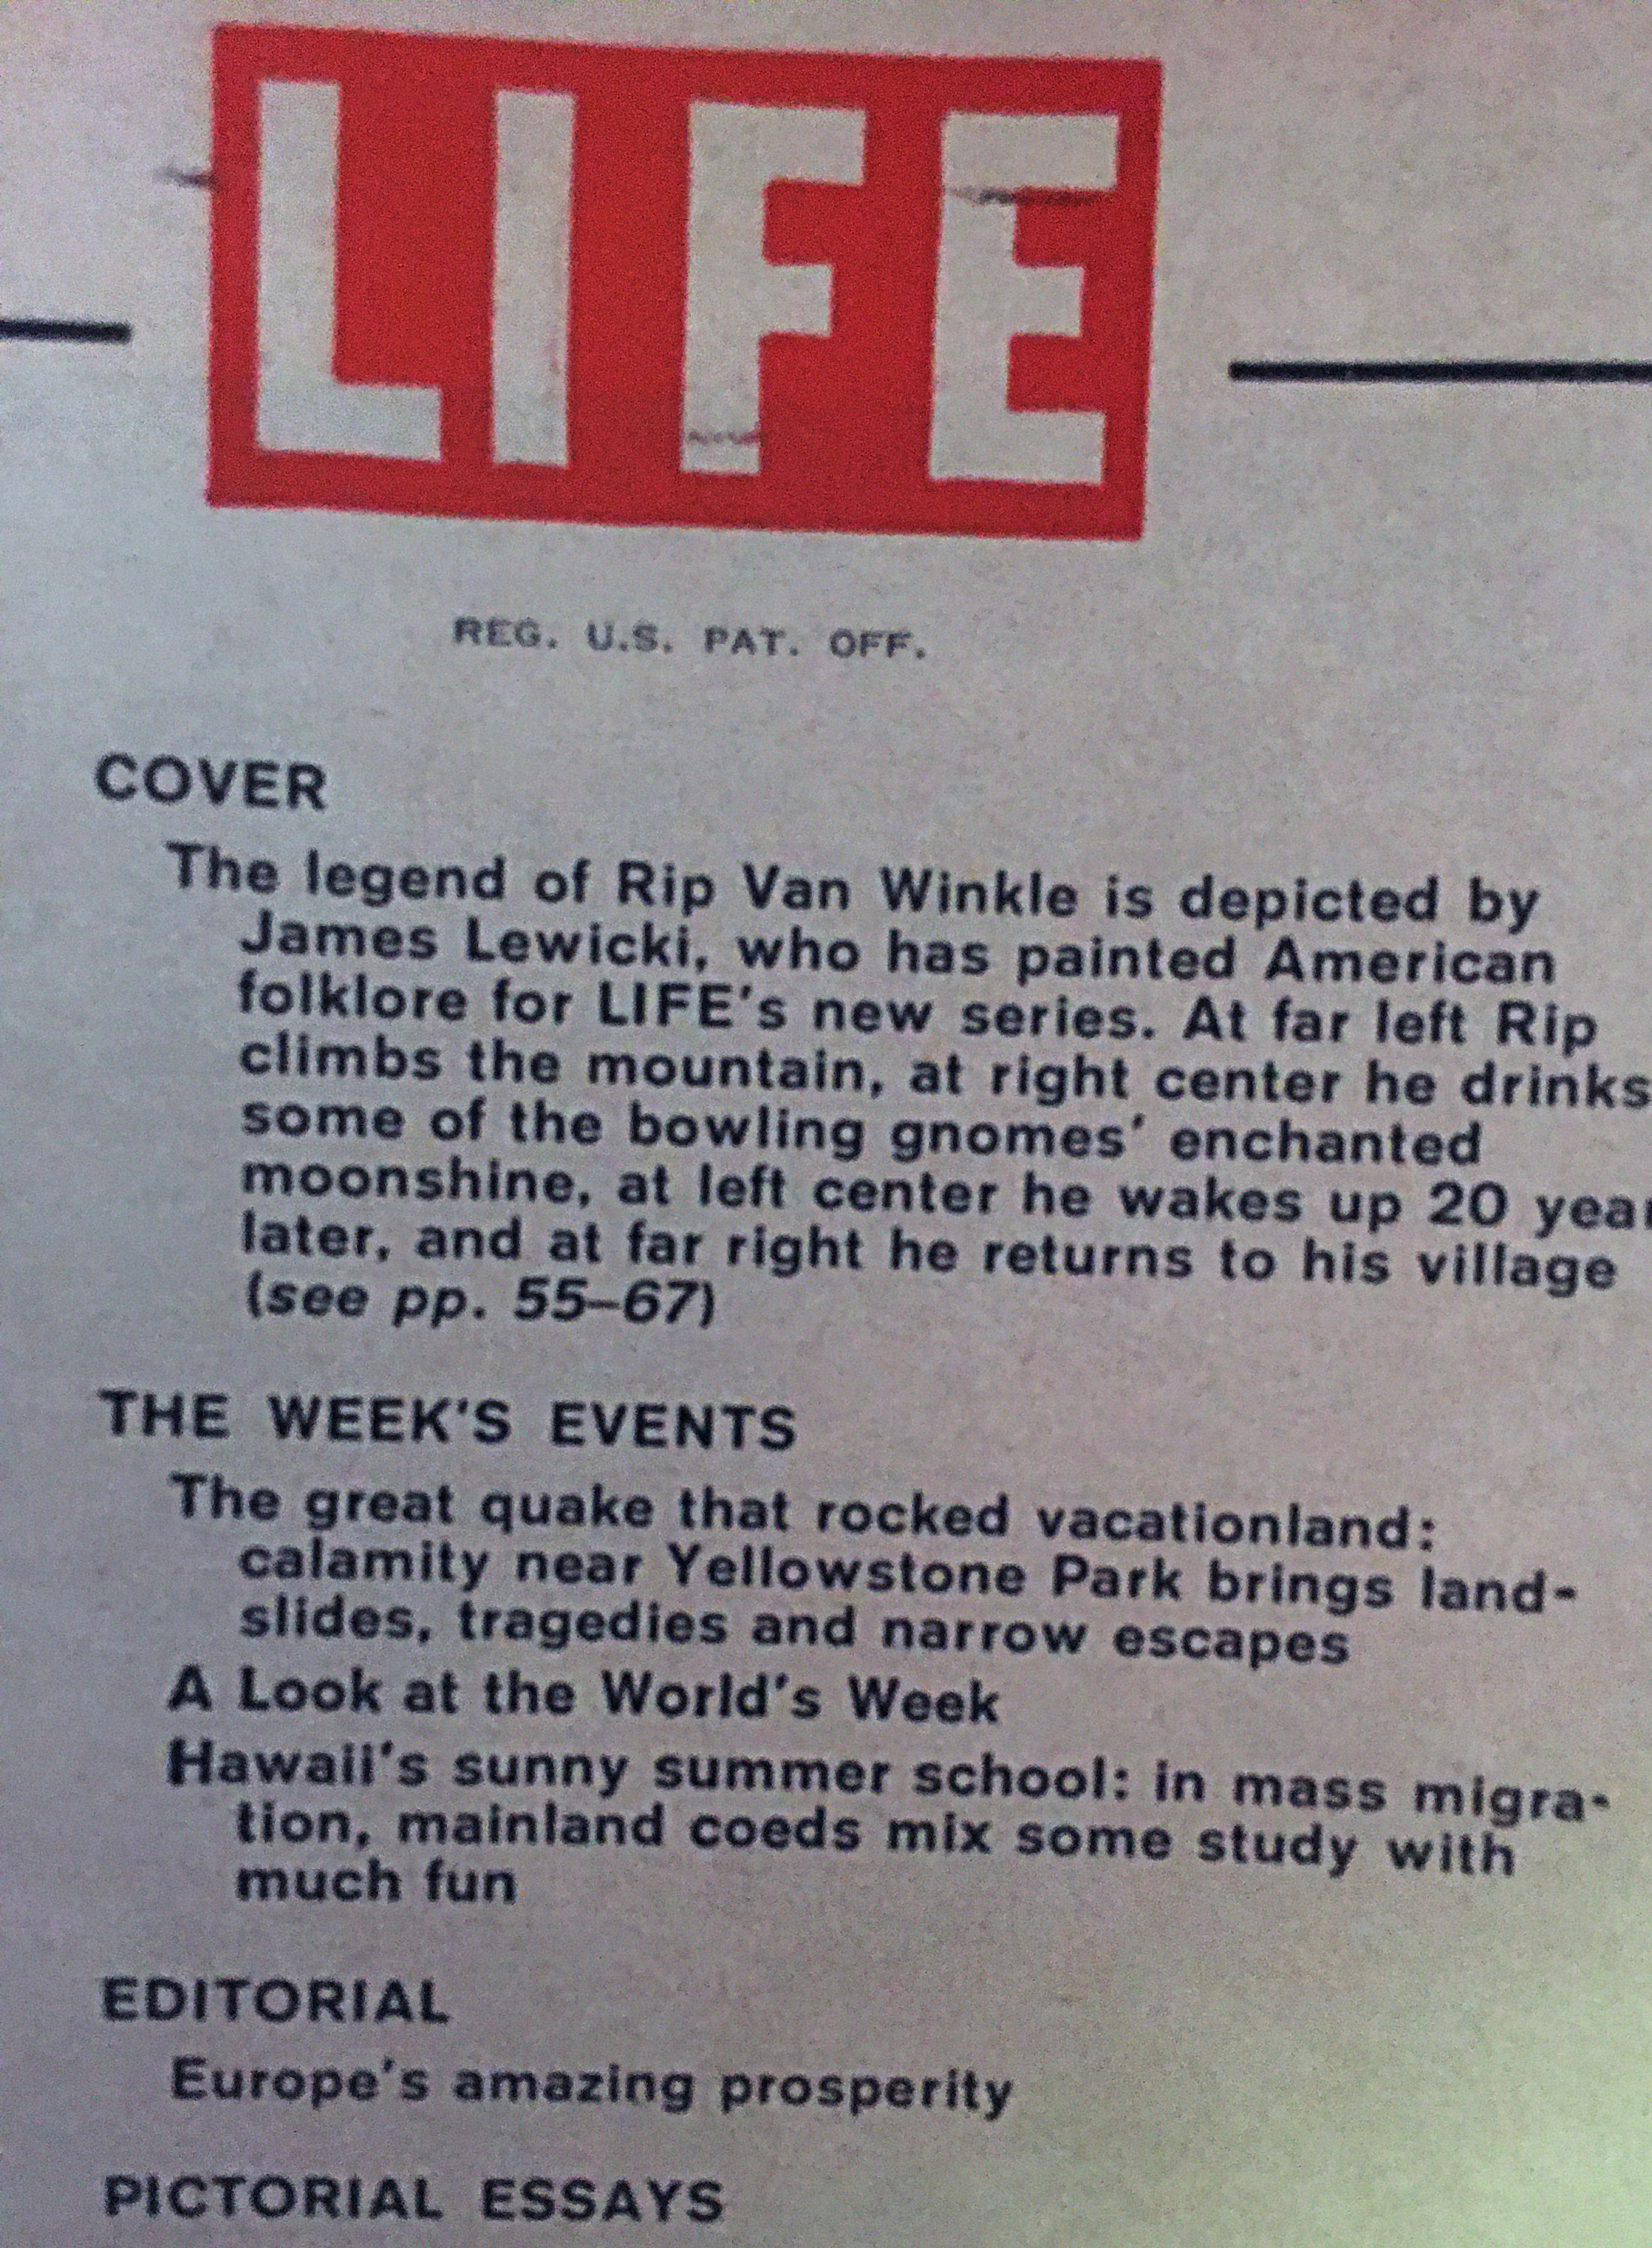 LIFE
REG. U.S. PAT. OFF.
COVER
The legend of Rip Van Winkle is depicted by
James Lewicki, who has painted American
folklore for LIFE's new series. At far left Rip
climbs the mountain, at right center he drinks
some of the bowling gnomes' enchanted
moonshine, at left center he wakes up 20
later, and at far right he returns to his village
(see pp. 55–67)
THE WEEK'S EVENTS
The great quake that rocked vacationland:
calamity near Yellowstone Park brings land-
slides, tragedies and narrow escapes
A Look at the World's Week
Hawaii's sunny summer school: in mass migra-
tion, mainland coeds mix some study with
much fun
EDITORIAL
Europe's amazing prosperity
PICTORIAL ESSAYS